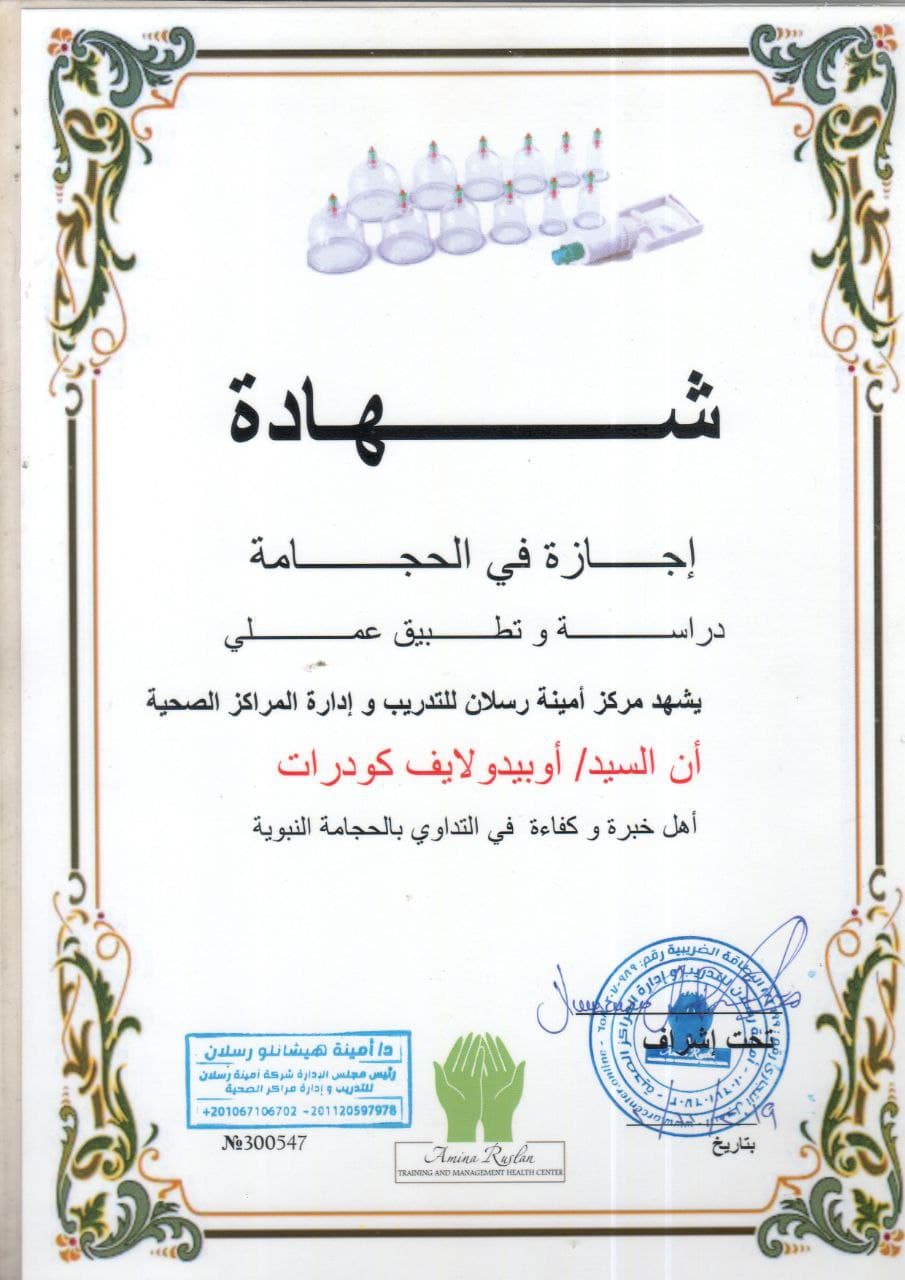 شهادة
إجازة في الحجامة
دراسة و تطبيق عملي
يشهد مركز أمينة رسلان للتدريب و إدارة المراكز الصحية
أن السيد/ أوبيدولايف كودرات
أهل خبرة و كفاءة في التداوي بالحجامة النبوية
تحت اشراف
بتاريخ
د/ أمينة هيشانلو رسلان
رئيس مجلس الإدارة شركة أمينة رسلان
للتدريب و إدارة مراكز الصحية
+201067106702 -201120597978
№300547
Amina Ruslan
TRAINING AND MANAGEMENT HEALTH CENTER